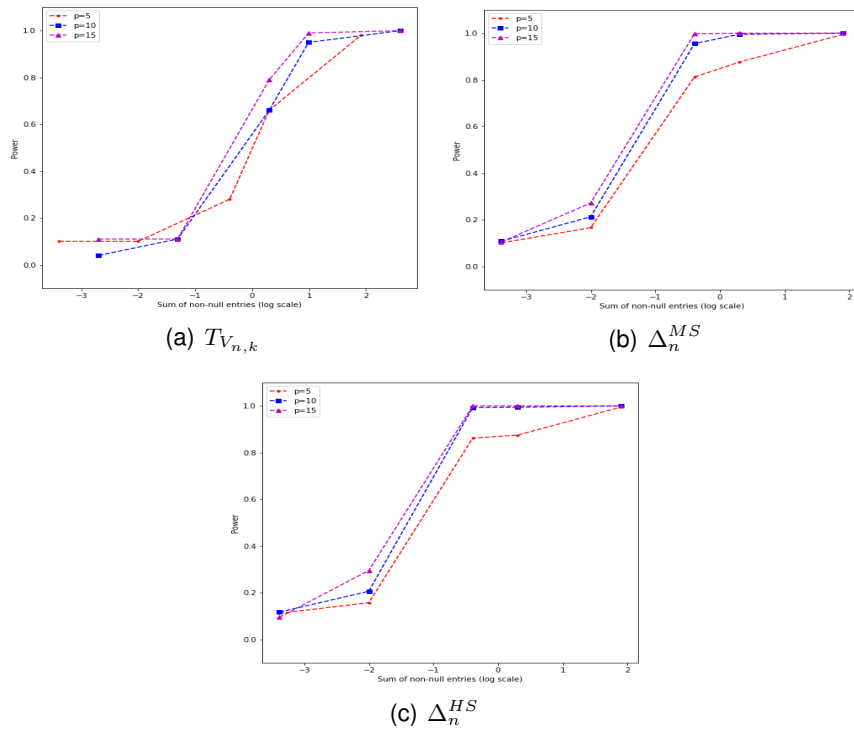 p=5
p=10
p=15
1.0
0.8
0.6
0.4
0.2
0.0
Power
−3 −2 −1 0 1 2
Sum of non-null entries (log scale)
(a) $T_{V_{n,k}}$
p=5
p=10
p=15
1.0
0.8
0.6
0.4
0.2
0.0
Power
−3 −2 −1 0 1 2
Sum of non-null entries (log scale)
(b) $\Delta_n^{MS}$
p=5
p=10
p=15
1.0
0.8
0.6
0.4
0.2
0.0
Power
−3 −2 −1 0 1 2
Sum of non-null entries (log scale)
(c) $\Delta_n^{HS}$